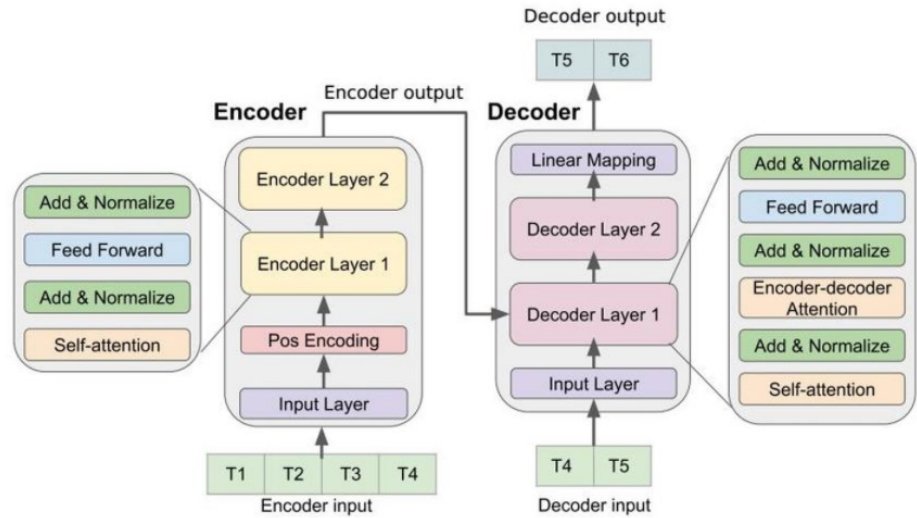 Decoder output
T5 T6
Encoder output
Encoder
Decoder
Add & Normalize
Feed Forward
Add & Normalize
Self-attention
Encoder Layer 2
Encoder Layer 1
Pos Encoding
Input Layer
T1 T2 T3 T4
Encoder input
Linear Mapping
Decoder Layer 2
Decoder Layer 1
Input Layer
T4 T5
Decoder input
Add & Normalize
Feed Forward
Add & Normalize
Encoder-decoder
Attention
Add & Normalize
Self-attention